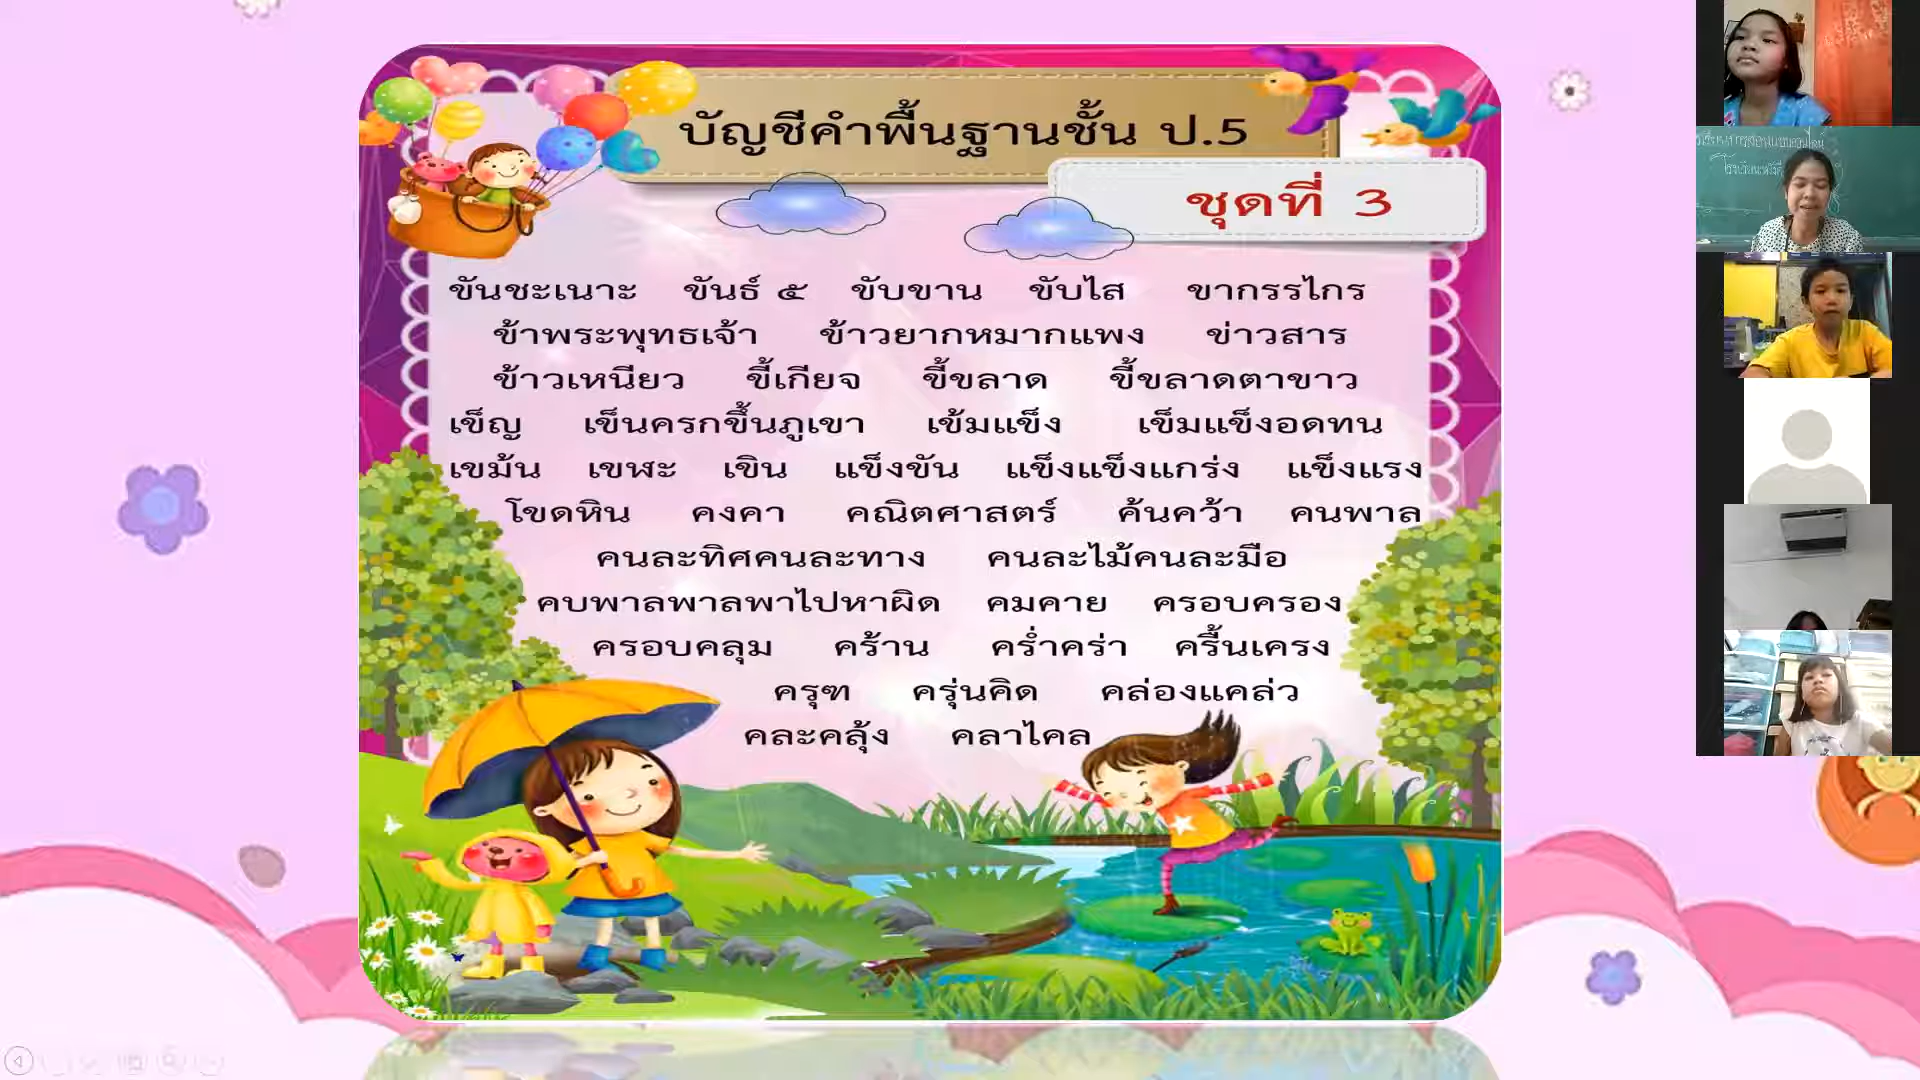 บัญชีคำพื้นฐานชั้น ป.5
ชุดที่ 3
ขันชะเนาะ ขันธ์ ๕ ขับขาน ขับไส ขากรรไกร
ข้าพระพุทธเจ้า ข้าวยากหมากแพง ข่าวสาร
ข้าวเหนียว ขี้เกียจ ขี้ขลาด ขี้ขลาดตาขาว
เข็ญ เข็นครกขึ้นภูเขา เข้มแข็ง เข็มแข็งอดทน
เขม้น เขฬะ เขิน แข็งขัน แข็งแข็งแกร่ง แข็งแรง
โขดหิน คงคา คณิตศาสตร์ ค้นคว้า คนพาล
คนละทิศคนละทาง คนละไม้คนละมือ
คบพาลพาลพาไปหาผิด คมคาย ครอบครอง
ครอบคลุม คร้าน คร่ำคร่า ครื้นเครง
ครุฑ ครุ่นคิด คล่องแคล่ว
คละคลุ้ง คลาไคล